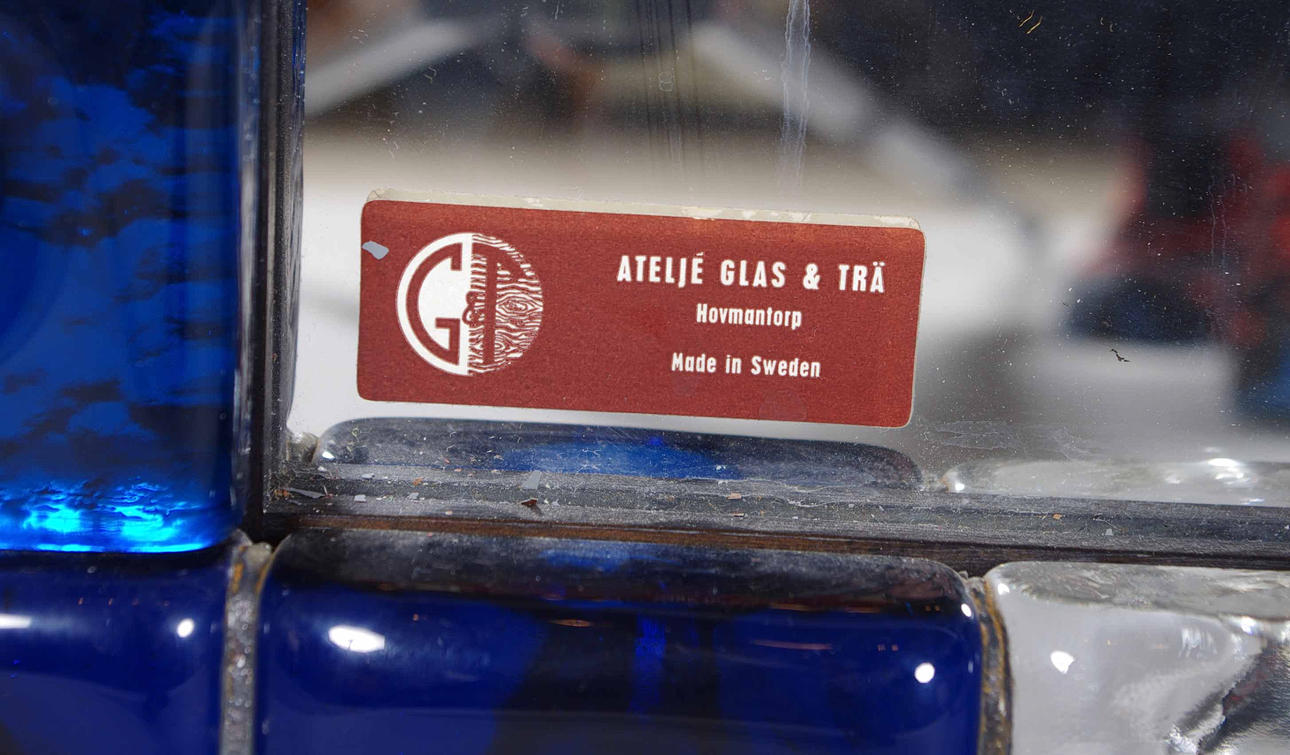 G&T
ATELJÉ GLAS & TRÄ
Hovmantorp
Made in Sweden